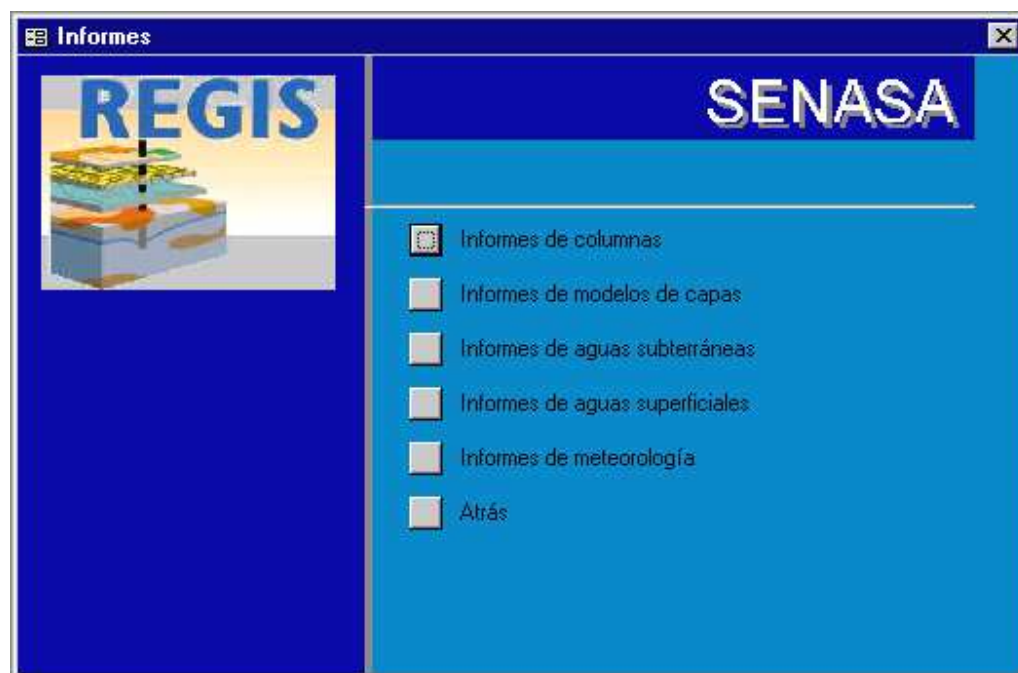 Informes
REGIS
SENASA
Informes de columnas
Informes de modelos de capas
Informes de aguas subterráneas
Informes de aguas superficiales
Informes de meteorología
Atrás